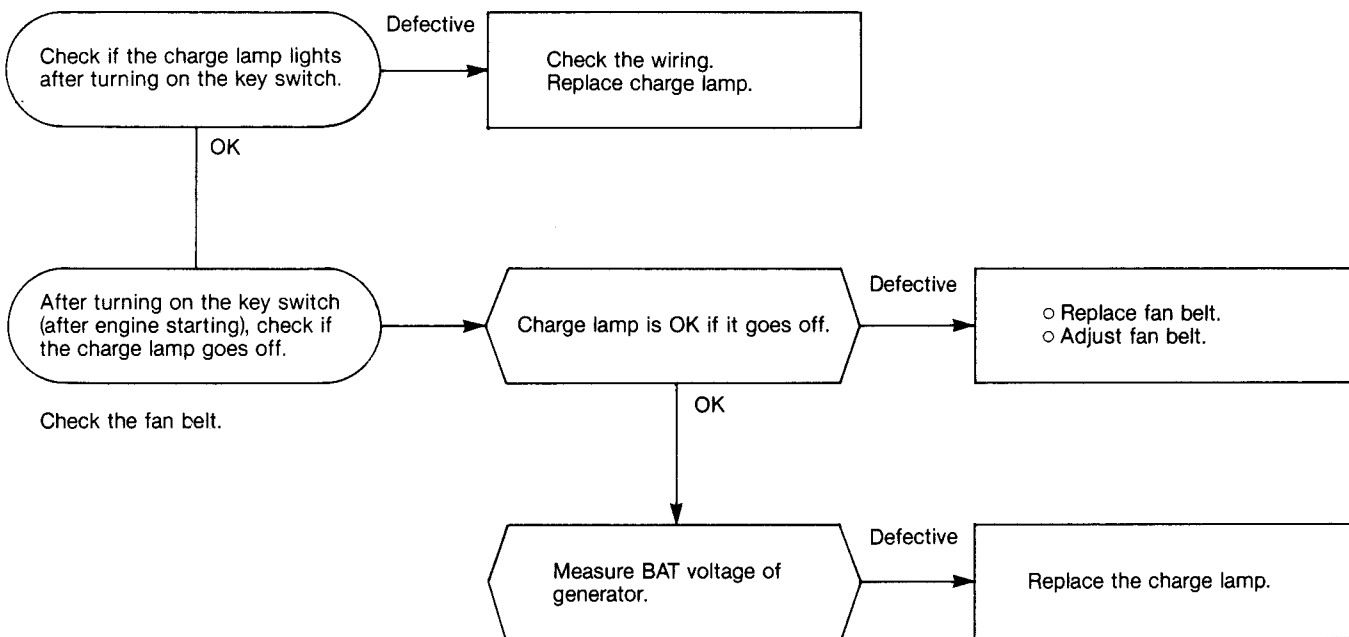 Check if the charge lamp lights
after turning on the key switch.
Defective
Check the wiring.
Replace charge lamp.
OK
After turning on the key switch
(after engine starting), check if
the charge lamp goes off.
Check the fan belt.
Charge lamp is OK if it goes off.
Defective
○ Replace fan belt.
○ Adjust fan belt.
OK
Measure BAT voltage of
generator.
Defective
Replace the charge lamp.